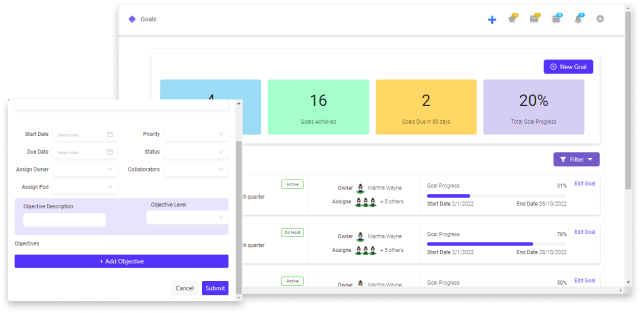 Goals
New Goal
4
16
Goals Achieved
2
Goals Due in 30 days
20%
Total Goal Progress
Filter
Start Date
Select date
Priority
Due Date
Select date
Status
Assign Owner
Collaborators
Assign Pod
Objective Description
Objective Level
Objectives
+ Add Objective
Cancel
Submit
quarter
Active
Owner Martha Wayne
Assigne + 5 others
Goal Progress 31%
Start Date 2/1/2022 End Date 28/10/2022
Edit Goal
quarter
On Hold
Owner Martha Wayne
Assigne + 5 others
Goal Progress 76%
Start Date 2/1/2022 End Date 28/10/2022
Edit Goal
Active
Owner Martha Wayne
Goal Progress 50%
Edit Goal